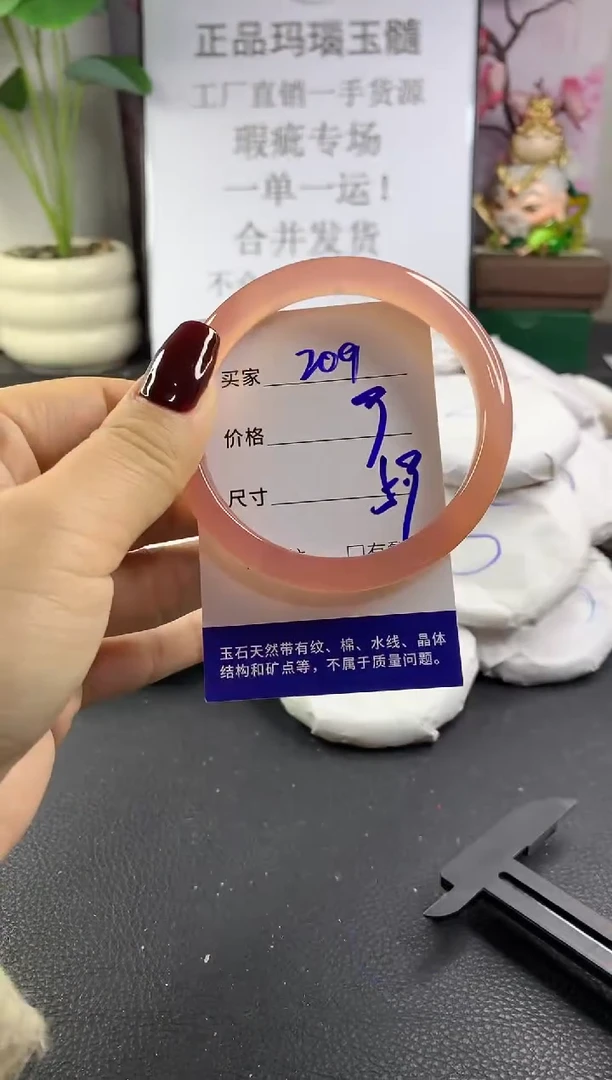 正品玛瑙玉髓
工厂直销一手货源
瑕疵专场
一单一运！
合并发货
买家 209
价格
尺寸
玉石天然带有纹、棉、水线、晶体
结构和矿点等，不属于质量问题。